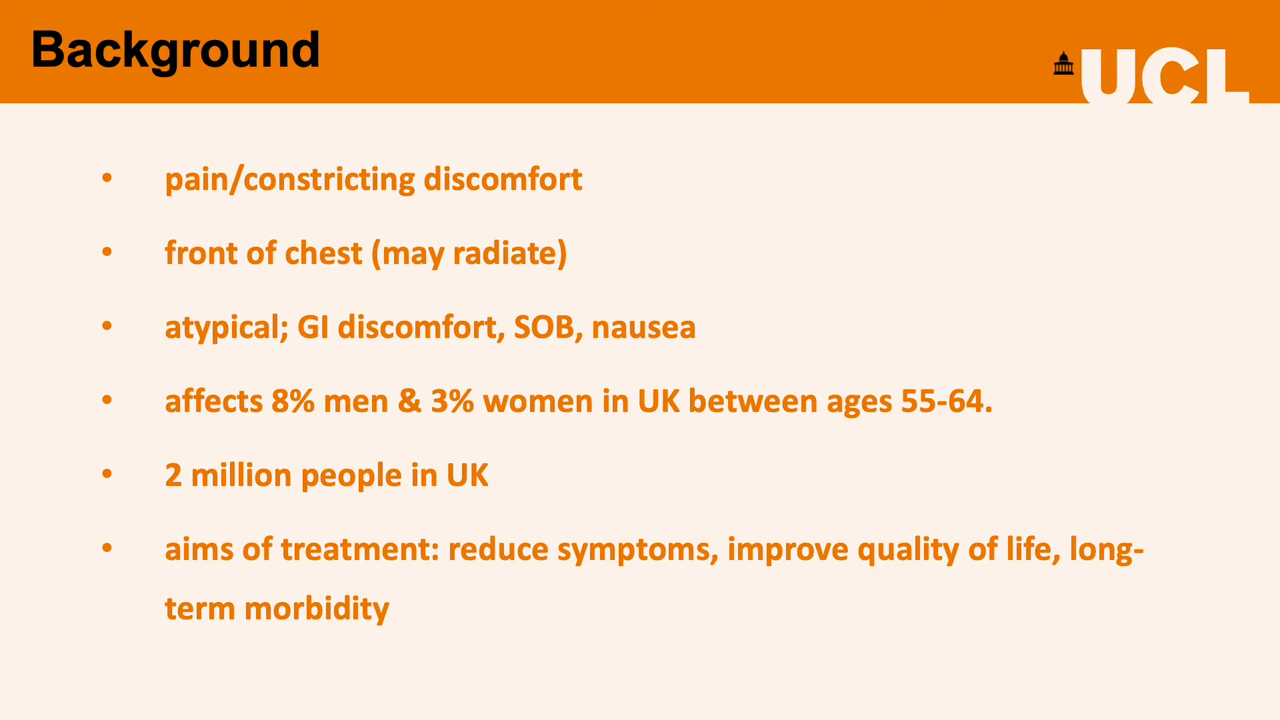 Background
UCL
• pain/constricting discomfort
• front of chest (may radiate)
• atypical; GI discomfort, SOB, nausea
• affects 8% men & 3% women in UK between ages 55-64.
• 2 million people in UK
• aims of treatment: reduce symptoms, improve quality of life, long-
term morbidity